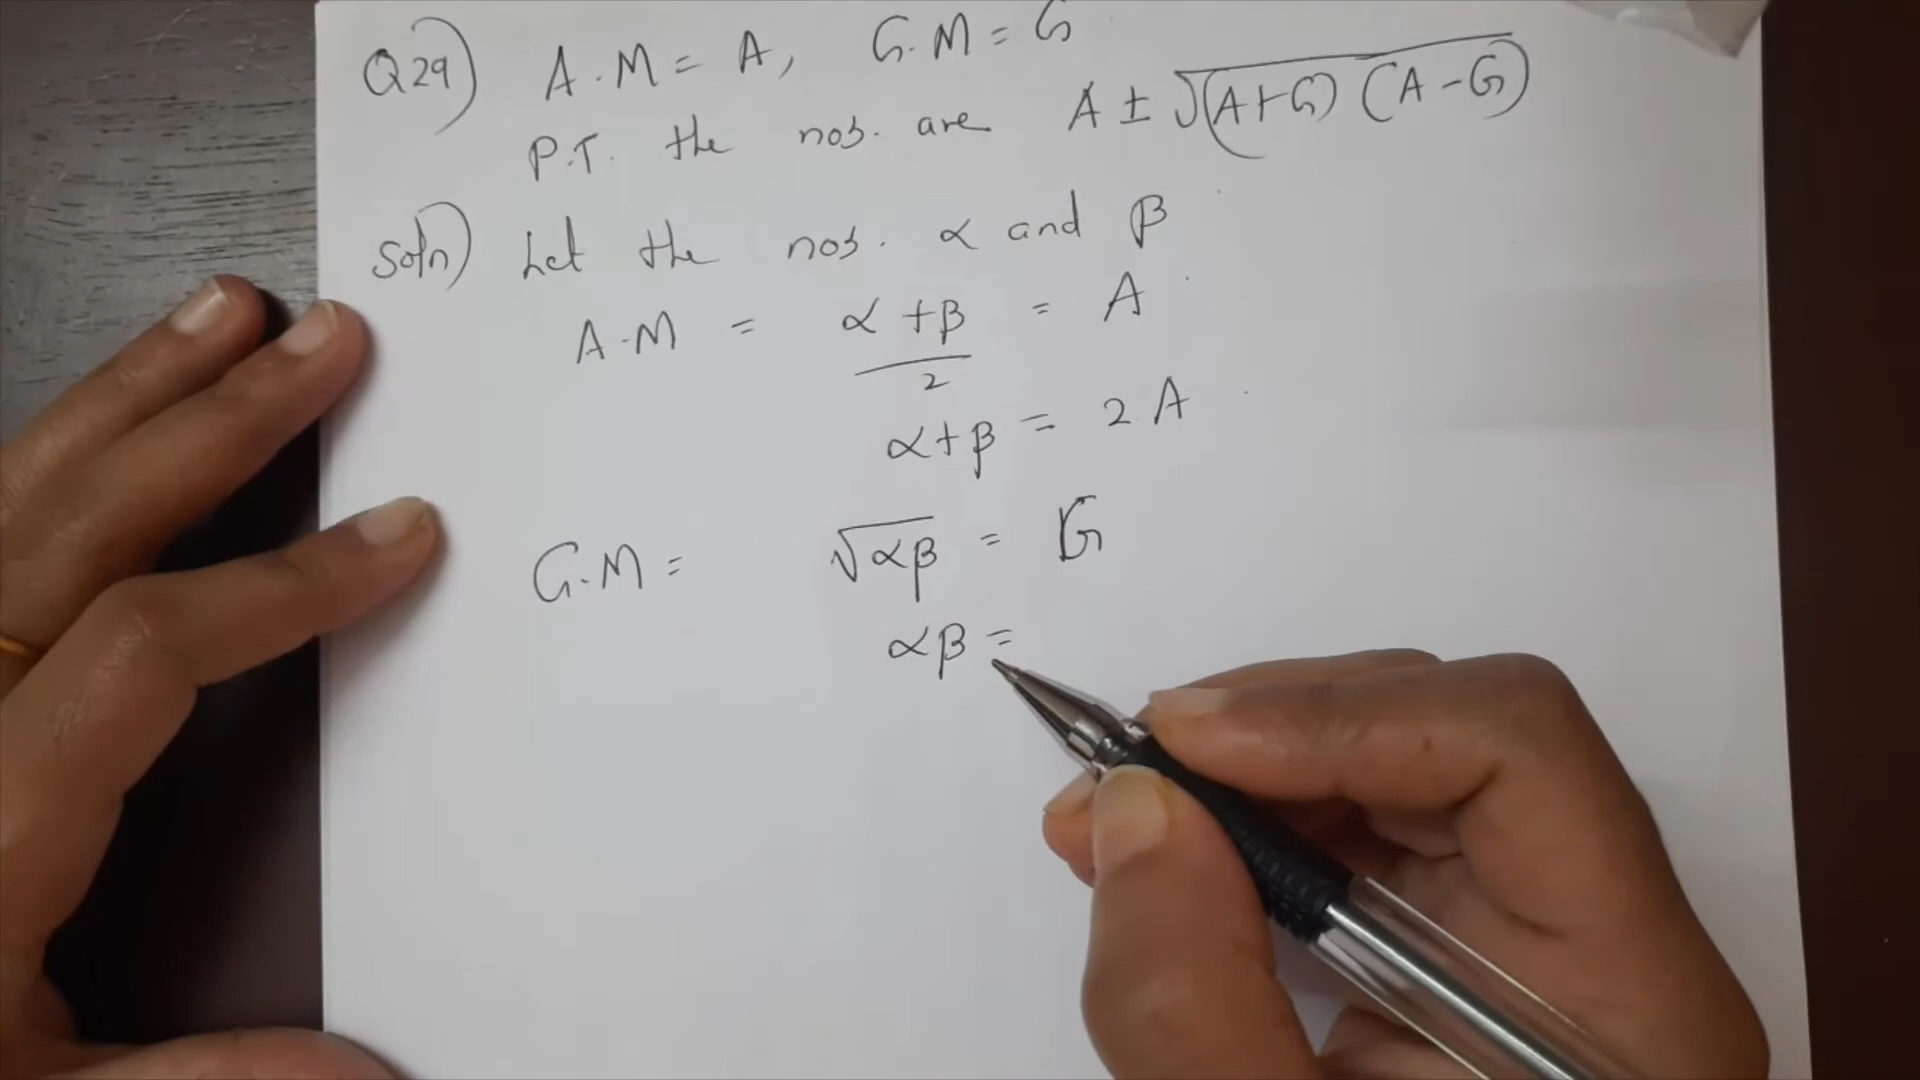 Q29) A.M = A, G.M = G
P.T. the nos. are A ± √(A+G) (A-G)
Soln) Let the nos. α and β
A.M = α+β/2 = A
α+β = 2A
G.M = √αβ = G
αβ =